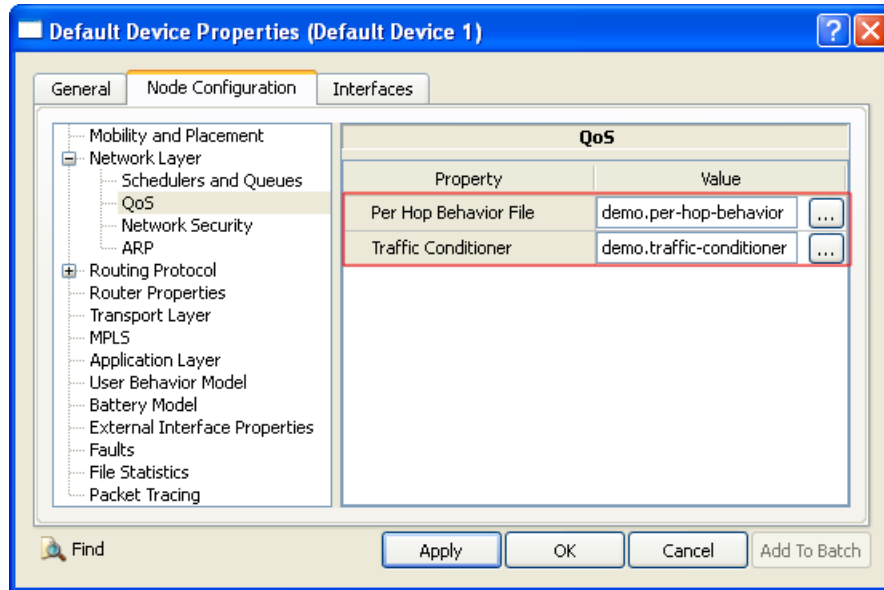 Default Device Properties (Default Device 1)
General Node Configuration Interfaces
Mobility and Placement
Network Layer
Schedulers and Queues
QoS
Network Security
ARP
Routing Protocol
Router Properties
Transport Layer
MPLS
Application Layer
User Behavior Model
Battery Model
External Interface Properties
Faults
File Statistics
Packet Tracing
QoS
Property Value
Per Hop Behavior File demo.per-hop-behavior ...
Traffic Conditioner demo.traffic-conditioner ...
Find Apply OK Cancel Add To Batch